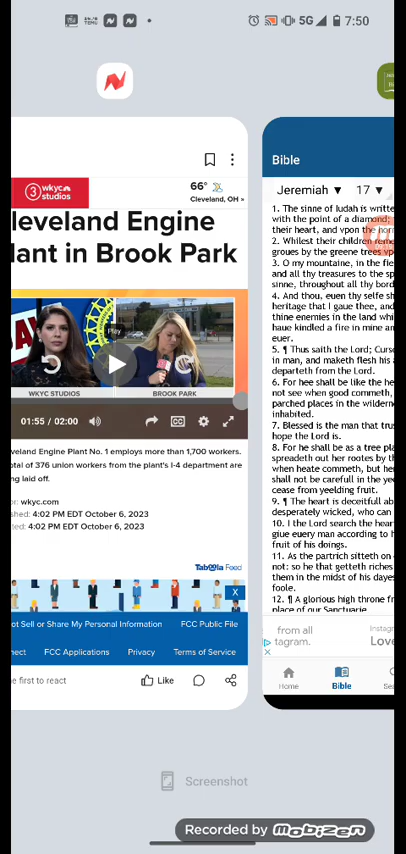 5G 7:50
3 wkyc
studios
66°
Cleveland, OH »
leveland Engine
lant in Brook Park
Play
WKYC STUDIOS
BROOK PARK
01:55 / 02:00
CC
veland Engine Plant No. 1 employs more than 1,700 workers.
otal of 376 union workers from the plant's I-4 department are
ng laid off.
or: wkyc.com
shed: 4:02 PM EDT October 6, 2023
ted: 4:02 PM EDT October 6, 2023
Taboola Feed
X
ot Sell or Share My Personal Information FCC Public File
nect FCC Applications Privacy Terms of Service
e first to react Like
Bible
Jeremiah ▼ 17 ▼
1. The sinne of Iudah is writte
with the point of a diamond;
their heart, and vpon the hor
2. Whilest their children reme
groues by the greene trees vp
3. O my mountaine, in the fie
and all thy treasures to the sp
sinne, throughout all thy bord
4. And thou, euen thy selfe sh
heritage that I gaue thee, and
thine enemies in the land whi
haue kindled a fire in mine an
euer.
5. ¶ Thus saith the Lord; Curs
in man, and maketh flesh his a
departeth from the Lord.
6. For hee shall be like the he
not see when good commeth,
parched places in the wildern
inhabited.
7. Blessed is the man that trus
hope the Lord is.
8. For he shall be as a tree pla
spreadeth out her rootes by th
when heate commeth, but her
shall not be carefull in the yee
cease from yeelding fruit.
9. ¶ The heart is deceitfull ab
desperately wicked, who can
10. I the Lord search the hear
giue euery man according to h
fruit of his doings.
11. As the partrich sitteth on
not: so he that getteth riches
them in the midst of his dayes
foole.
12. ¶ A glorious high throne fr
place of our Sanctuarie.
from all
tagram.
Instag
Love
Home
Bible
Sea
Screenshot
Recorded by mobizen